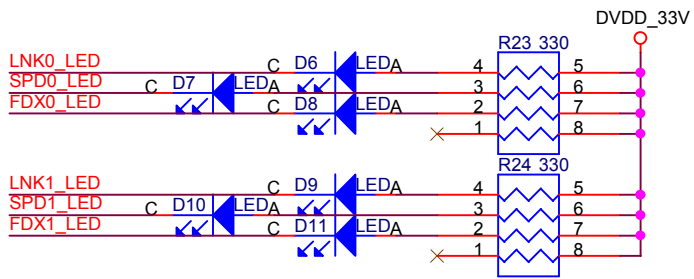 DVDD_33V
R23 330
LNK0_LED C D6 LED A 4 5
SPD0_LED C D7 LED A 3 6
FDX0_LED C D8 LED A 2 7
1 8
R24 330
LNK1_LED C D9 LED A 4 5
SPD1_LED C D10 LED A 3 6
FDX1_LED C D11 LED A 2 7
1 8